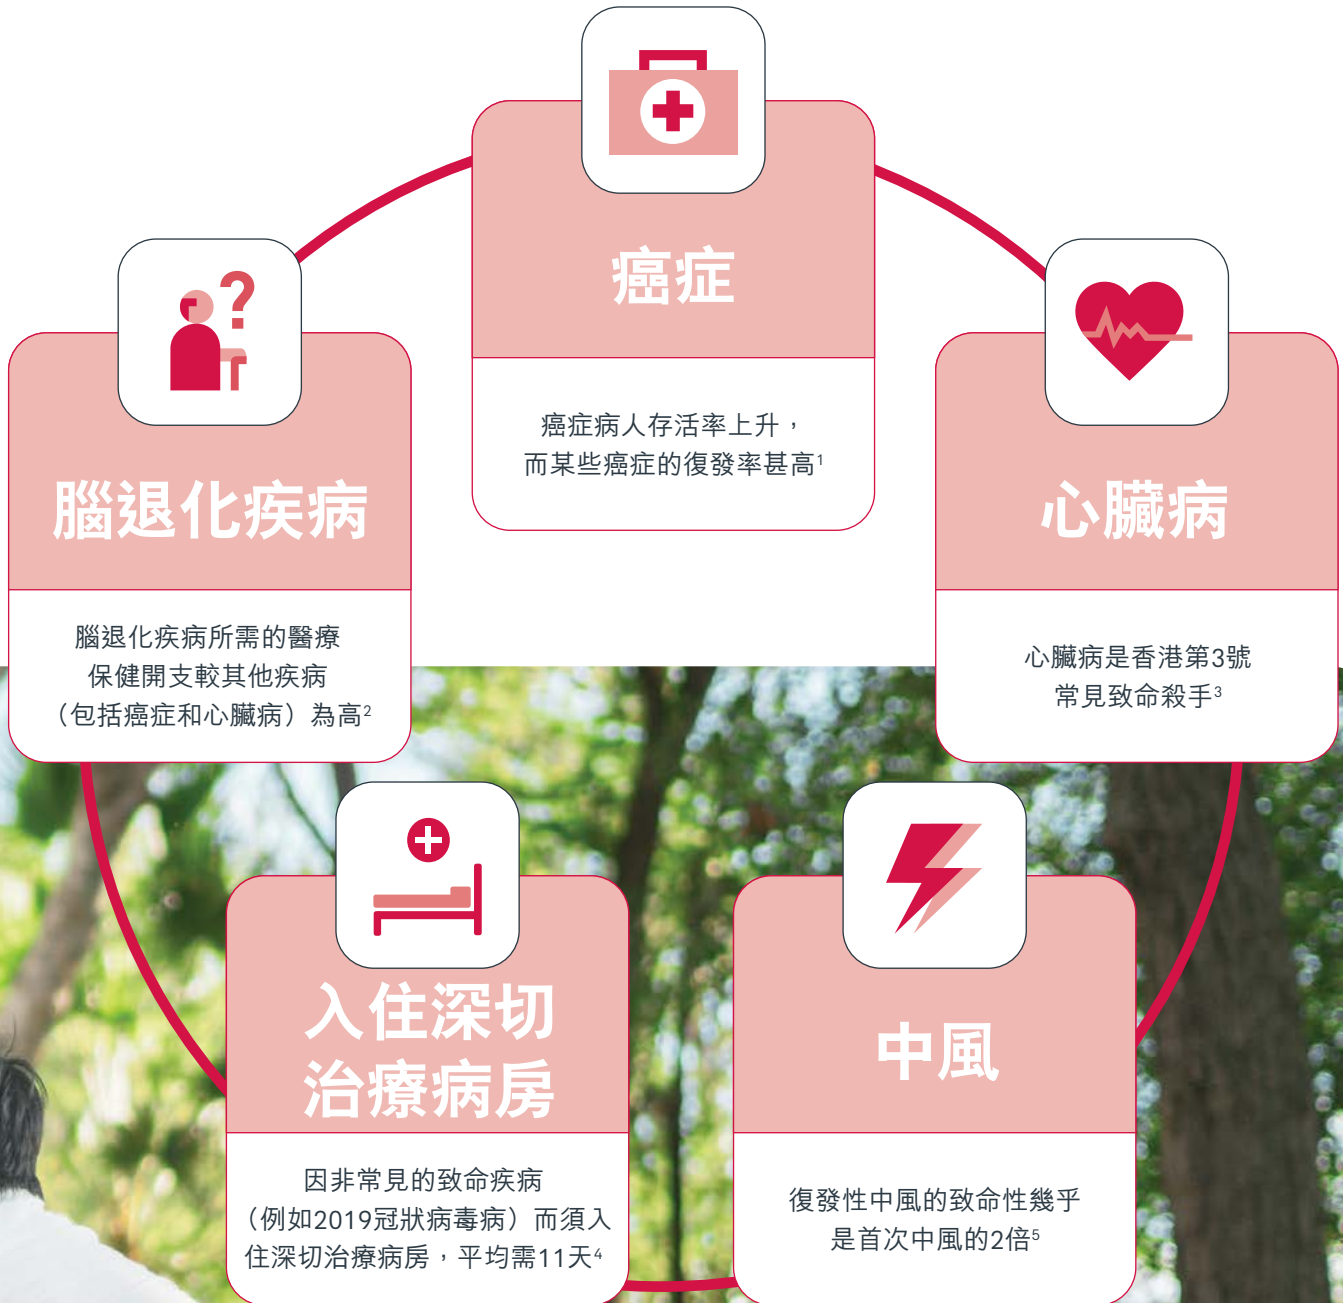 癌症
癌症病人存活率上升，
而某些癌症的復發率甚高1
腦退化疾病
腦退化疾病所需的醫療
保健開支較其他疾病
（包括癌症和心臟病）為高2
心臟病
心臟病是香港第3號
常見致命殺手3
入住深切
治療病房
因非常見的致命疾病
（例如2019冠狀病毒病）而須入
住深切治療病房，平均需11天4
中風
復發性中風的致命性幾乎
是首次中風的2倍5